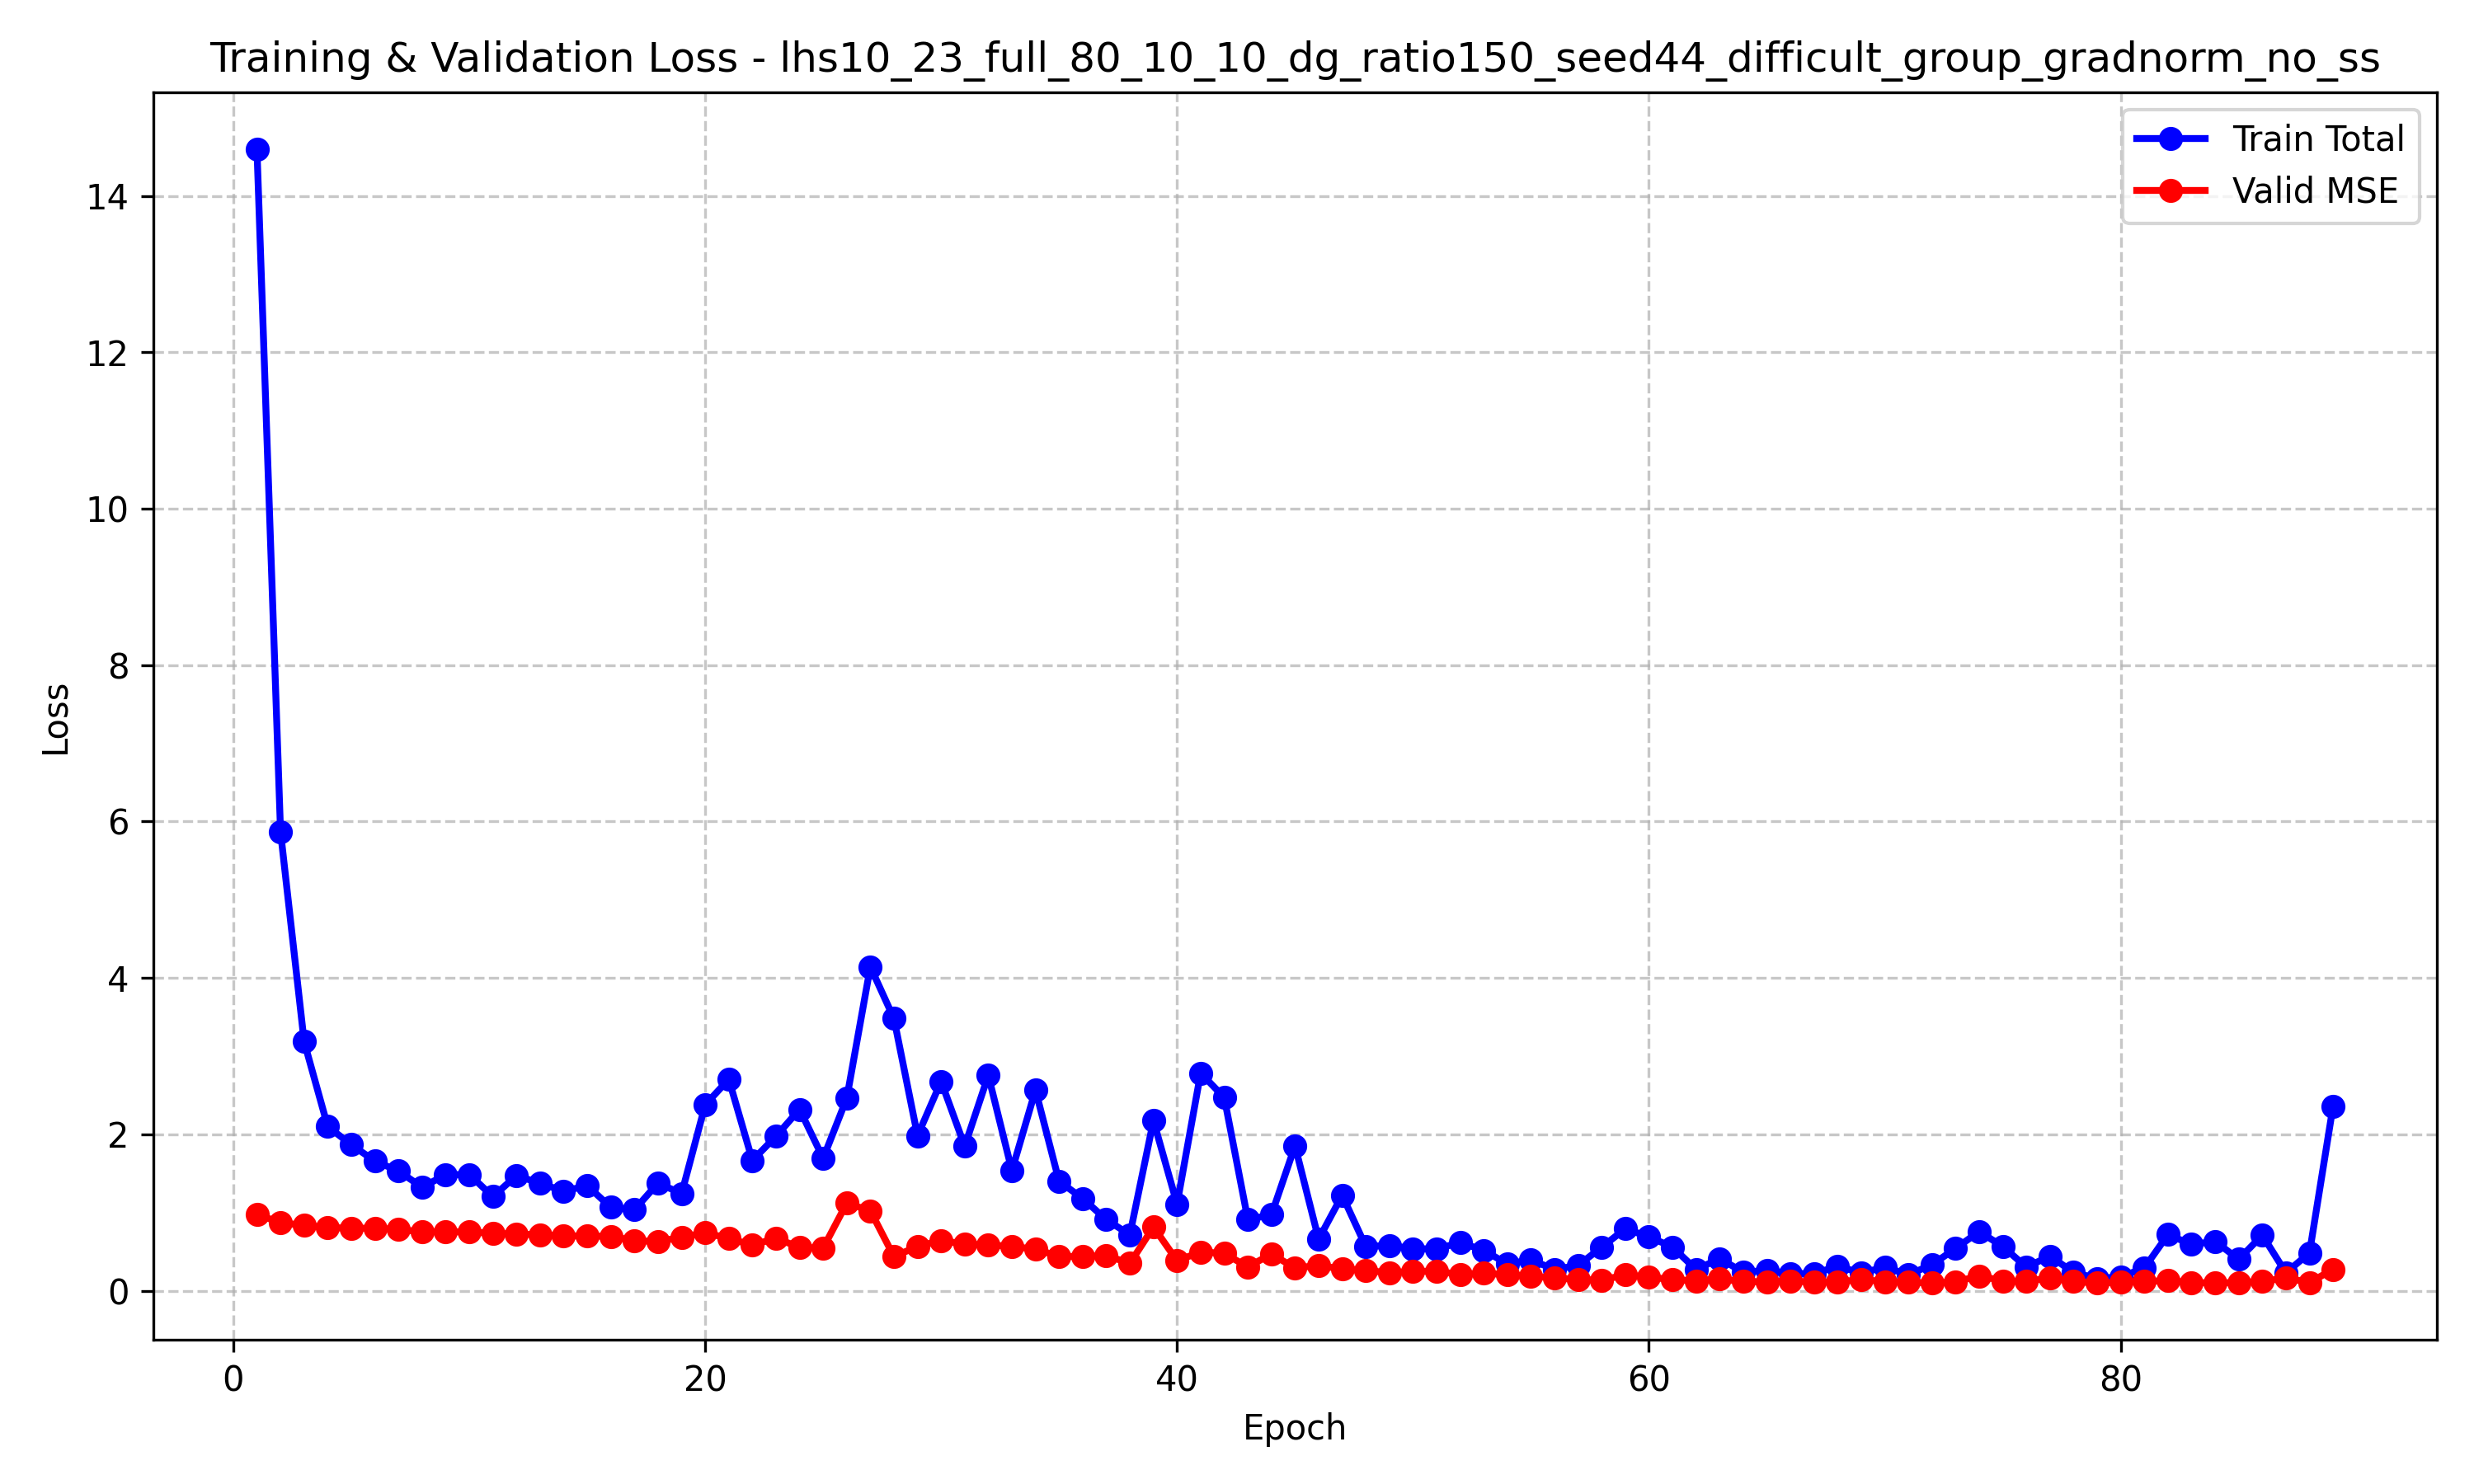 Training & Validation Loss - lhs10_23_full_80_10_10_dg_ratio150_seed44_difficult_group_gradnorm_no_ss
Train Total
Valid MSE
14
12
10
8
6
4
2
0
Loss
0 20 40 60 80
Epoch